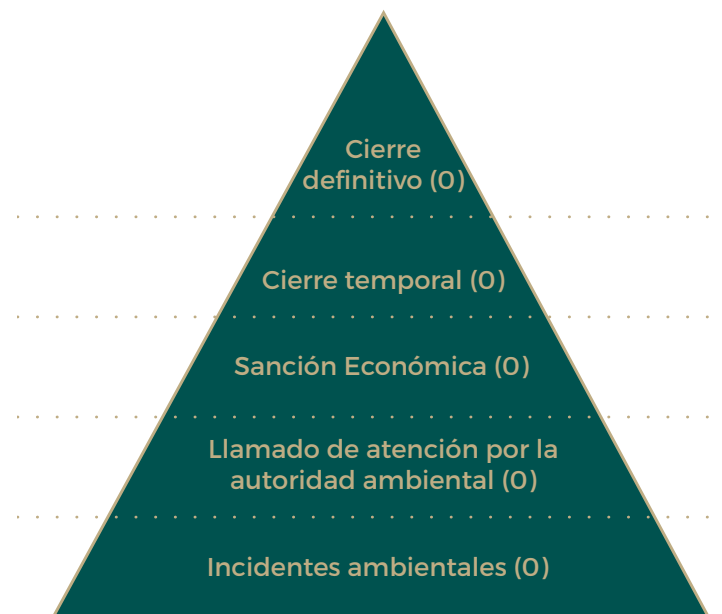 Cierre
definitivo (0)
Cierre temporal (0)
Sanción Económica (0)
Llamado de atención por la
autoridad ambiental (0)
Incidentes ambientales (0)